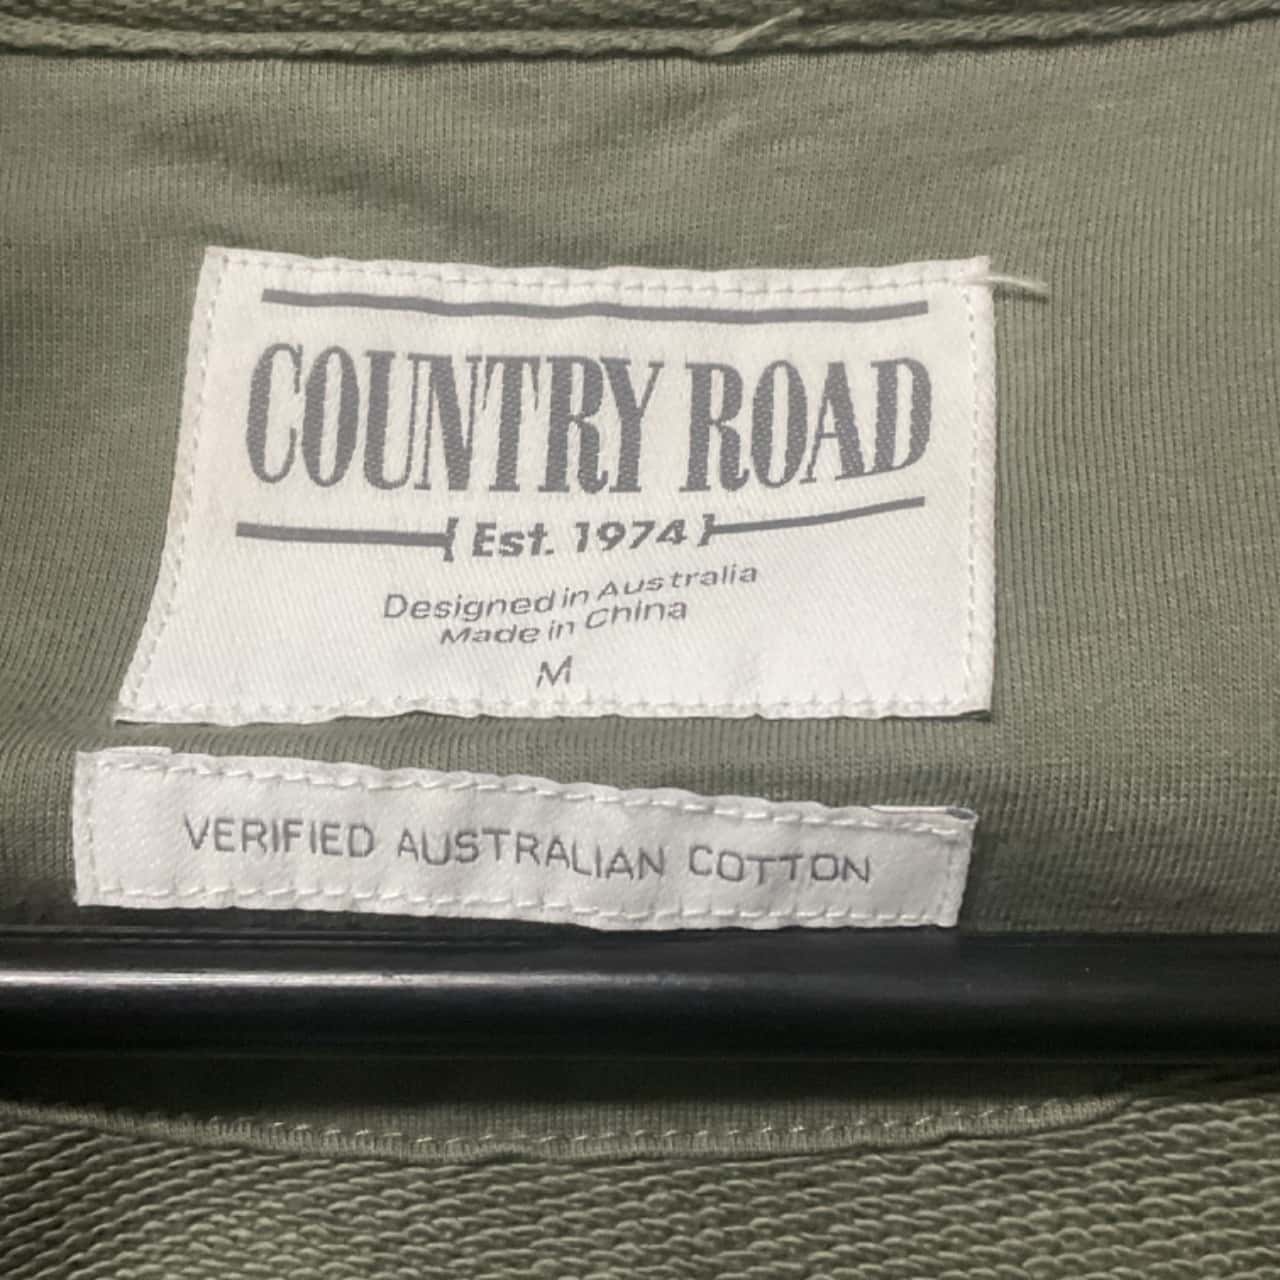 COUNTRY ROAD
{Est. 1974}
Designed in Australia
Made in China
M
VERIFIED AUSTRALIAN COTTON